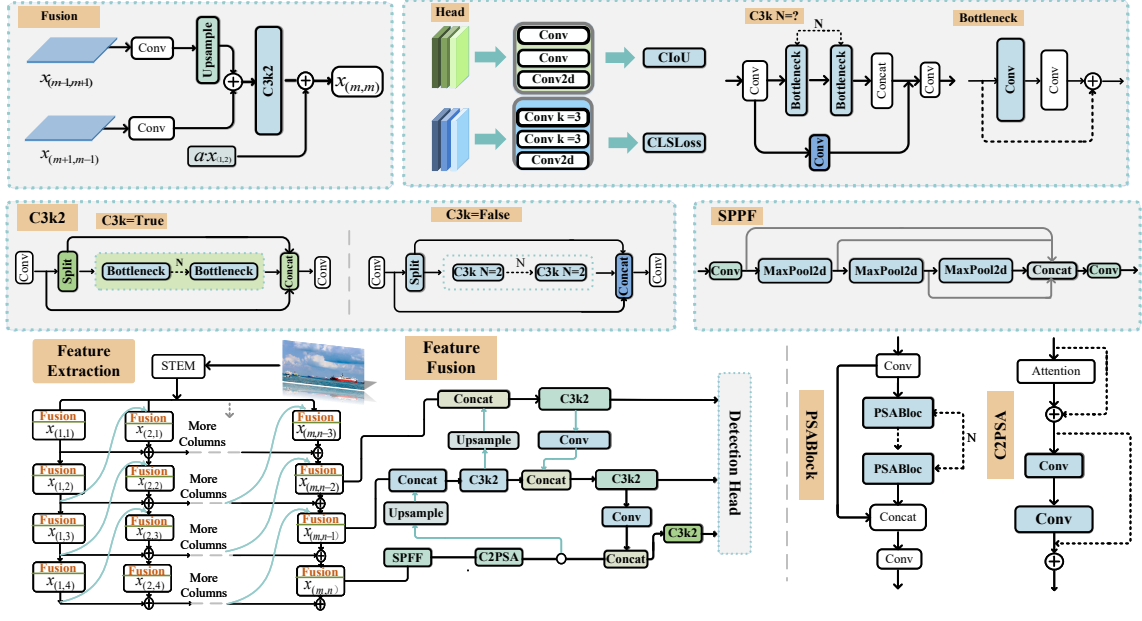 Fusion
x(m-1,m+1)
Conv
Upsample
C3k2
x(m,m)
x(m+1,m-1)
Conv
a·x(1,2)
Head
Conv
Conv
Conv2d
CIoU
Conv k =3
Conv k =3
Conv2d
CLSLoss
C3k N=?
N
Conv
Bottleneck
Bottleneck
Concat
Conv
Conv
Bottleneck
Conv
Conv
C3k2
C3k=True
Conv
Split
Bottleneck
N
Bottleneck
Concat
Conv
C3k=False
Conv
Split
C3k N=2
N
C3k N=2
Concat
Conv
SPPF
Conv
MaxPool2d
MaxPool2d
MaxPool2d
Concat
Conv
Feature
Extraction
STEM
Fusion
x(1,1)
Fusion
x(2,1)
More
Columns
Fusion
x(m,n-3)
Fusion
x(1,2)
Fusion
x(2,2)
More
Columns
Fusion
x(m,n-2)
Fusion
x(1,3)
Fusion
x(2,3)
More
Columns
Fusion
x(m,n-1)
Fusion
x(1,4)
Fusion
x(2,4)
More
Columns
Fusion
x(m,n)
Feature
Fusion
Concat
C3k2
Upsample
Conv
Concat
C3k2
Concat
C3k2
Upsample
Conv
C3k2
SPFF
C2PSA
Concat
Detection Head
PSABlock
Conv
PSABloc
N
PSABloc
Concat
Conv
C2PSA
Attention
Conv
Conv